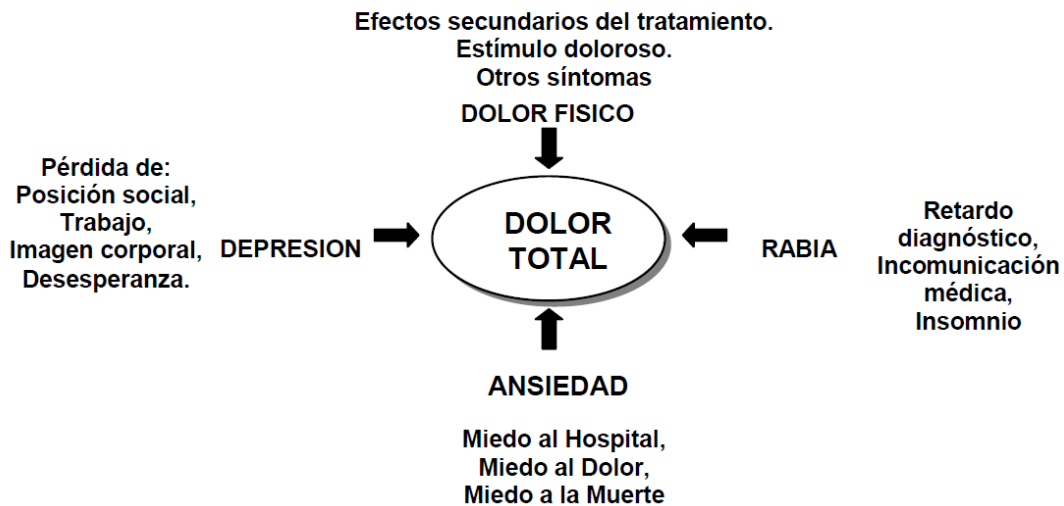 Efectos secundarios del tratamiento.
Estímulo doloroso.
Otros síntomas
DOLOR FISICO
Pérdida de:
Posición social,
Trabajo,
Imagen corporal,
Desesperanza.
DEPRESION
DOLOR
TOTAL
RABIA
Retardo
diagnóstico,
Incomunicación
médica,
Insomnio
ANSIEDAD
Miedo al Hospital,
Miedo al Dolor,
Miedo a la Muerte